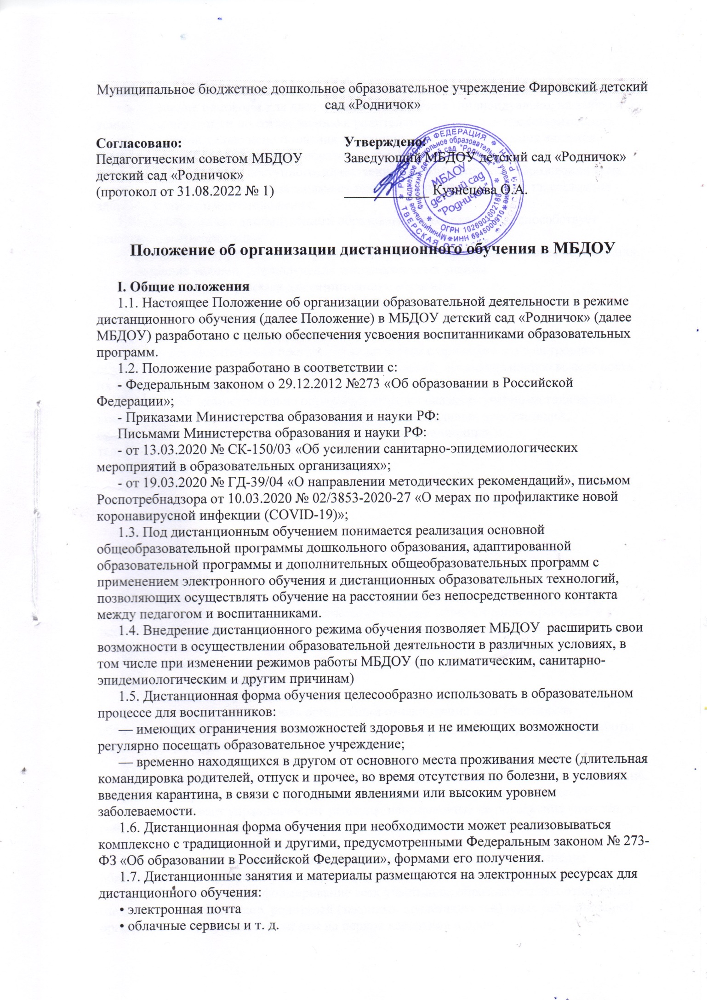 Муниципальное бюджетное дошкольное образовательное учреждение Фировский детский
сад «Родничок»
Согласовано:
Педагогическим советом МБДОУ
детский сад «Родничок»
(протокол от 31.08.2022 № 1)
Утверждено:
Заведующий МБДОУ детский сад «Родничок»
____________ Кузнецова О.А.
РОССИЙСКАЯ ФЕДЕРАЦИЯ
ТВЕРСКАЯ ОБЛАСТЬ
Муниципальное бюджетное дошкольное образовательное учреждение
Фировский детский сад "Родничок"
ОГРН 1026901602188
ИНН 6945000910
МБДОУ
детский сад
"Родничок"
Положение об организации дистанционного обучения в МБДОУ
I. Общие положения
1.1. Настоящее Положение об организации образовательной деятельности в режиме
дистанционного обучения (далее Положение) в МБДОУ детский сад «Родничок» (далее
МБДОУ) разработано с целью обеспечения усвоения воспитанниками образовательных
программ.
1.2. Положение разработано в соответствии с:
- Федеральным законом о 29.12.2012 №273 «Об образовании в Российской
Федерации»;
- Приказами Министерства образования и науки РФ:
Письмами Министерства образования и науки РФ:
- от 13.03.2020 № СК-150/03 «Об усилении санитарно-эпидемиологических
мероприятий в образовательных организациях»;
- от 19.03.2020 № ГД-39/04 «О направлении методических рекомендаций», письмом
Роспотребнадзора от 10.03.2020 № 02/3853-2020-27 «О мерах по профилактике новой
коронавирусной инфекции (COVID-19)»;
1.3. Под дистанционным обучением понимается реализация основной
общеобразовательной программы дошкольного образования, адаптированной
образовательной программы и дополнительных общеобразовательных программ с
применением электронного обучения и дистанционных образовательных технологий,
позволяющих осуществлять обучение на расстоянии без непосредственного контакта
между педагогом и воспитанниками.
1.4. Внедрение дистанционного режима обучения позволяет МБДОУ расширить свои
возможности в осуществлении образовательной деятельности в различных условиях, в
том числе при изменении режимов работы МБДОУ (по климатическим, санитарно-
эпидемиологическим и другим причинам)
1.5. Дистанционная форма обучения целесообразно использовать в образовательном
процессе для воспитанников:
— имеющих ограничения возможностей здоровья и не имеющих возможности
регулярно посещать образовательное учреждение;
— временно находящихся в другом от основного места проживания месте (длительная
командировка родителей, отпуск и прочее, во время отсутствия по болезни, в условиях
введения карантина, в связи с погодными явлениями или высоким уровнем
заболеваемости.
1.6. Дистанционная форма обучения при необходимости может реализовываться
комплексно с традиционной и другими, предусмотренными Федеральным законом № 273-
ФЗ «Об образовании в Российской Федерации», формами его получения.
1.7. Дистанционные занятия и материалы размещаются на электронных ресурсах для
дистанционного обучения:
• электронная почта
• облачные сервисы и т. д.